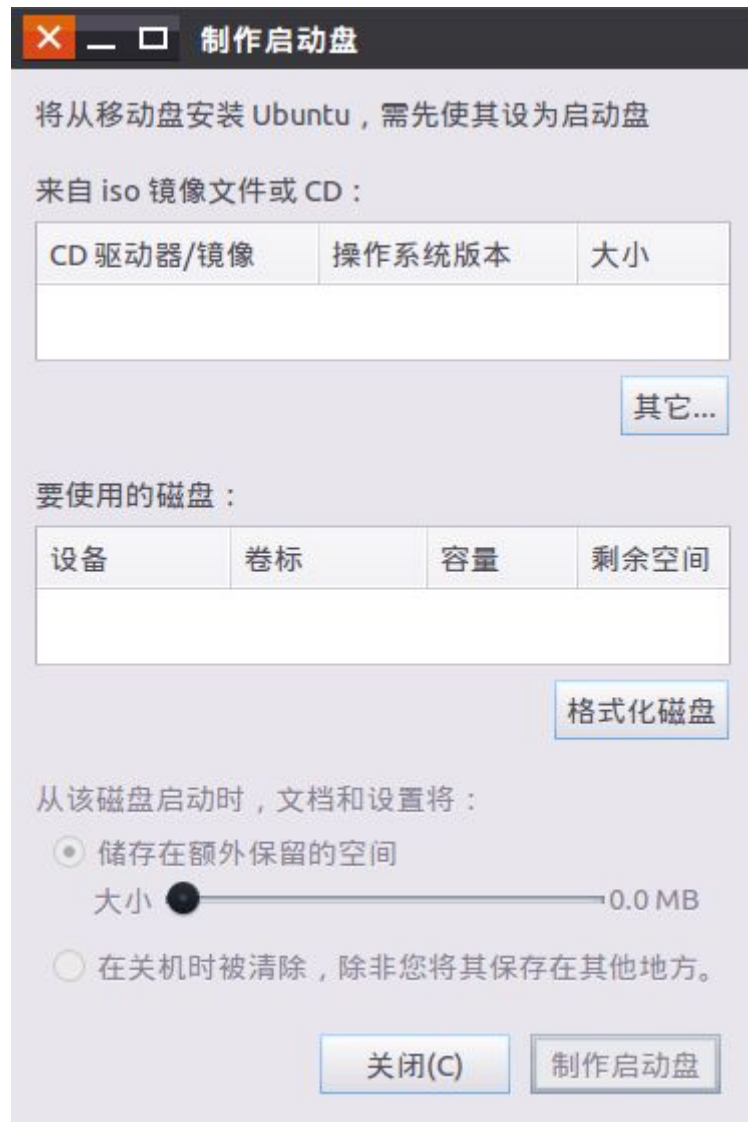 制作启动盘
将从移动盘安装 Ubuntu，需先使其设为启动盘
来自 iso 镜像文件或 CD：
CD 驱动器/镜像 操作系统版本 大小
其它...
要使用的磁盘：
设备 卷标 容量 剩余空间
格式化磁盘
从该磁盘启动时，文档和设置将：
储存在额外保留的空间
大小 0.0 MB
在关机时被清除，除非您将其保存在其他地方。
关闭(C) 制作启动盘